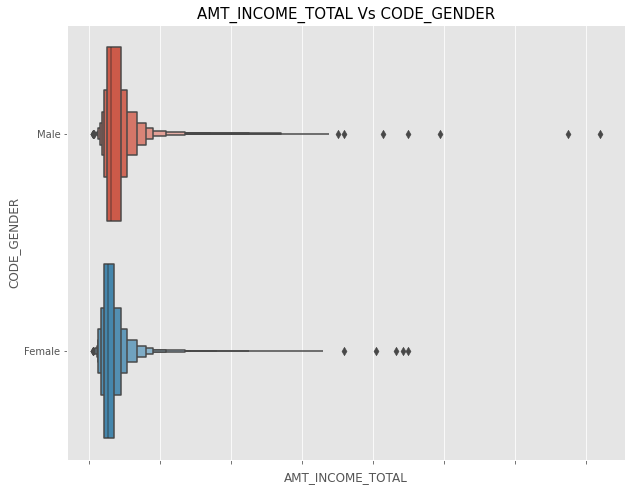 AMT_INCOME_TOTAL Vs CODE_GENDER
Male
CODE_GENDER
Female
AMT_INCOME_TOTAL